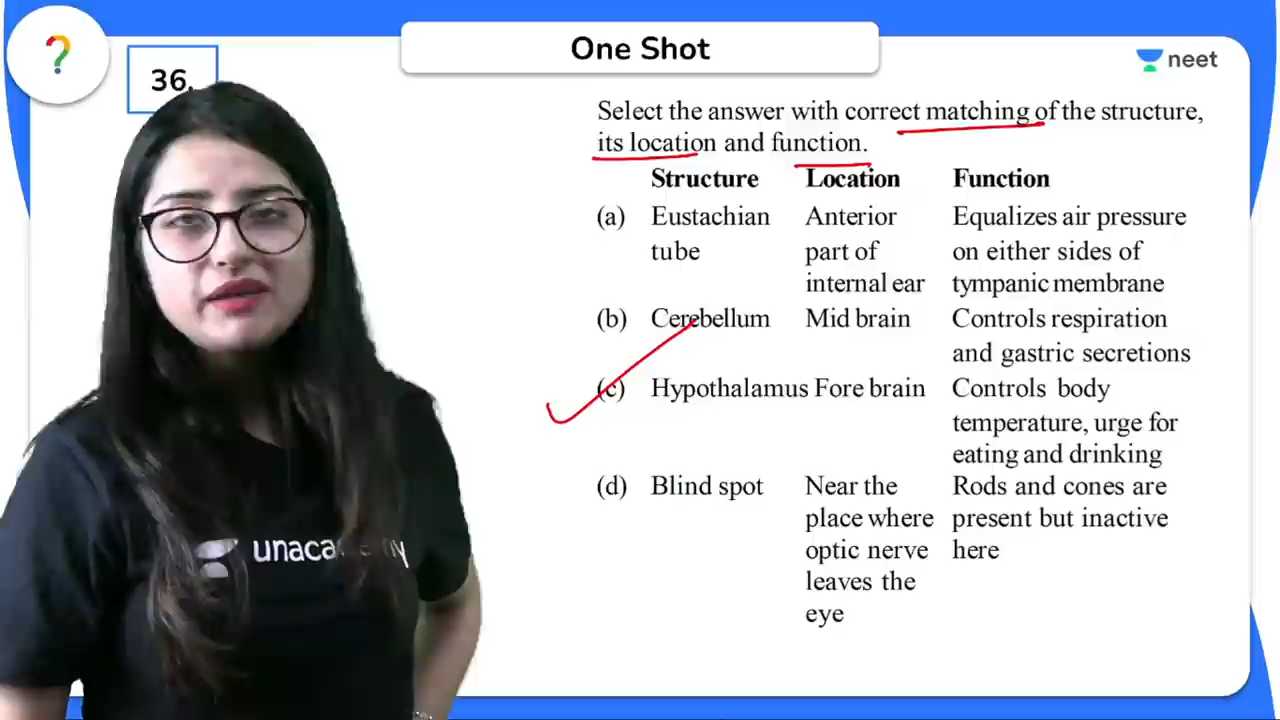 ?
One Shot
neet
36.
Select the answer with correct matching of the structure,
its location and function.
Structure Location Function
(a) Eustachian Anterior Equalizes air pressure
tube part of on either sides of
internal ear tympanic membrane
(b) Cerebellum Mid brain Controls respiration
and gastric secretions
(c) Hypothalamus Fore brain Controls body
temperature, urge for
eating and drinking
(d) Blind spot Near the Rods and cones are
place where present but inactive
optic nerve here
leaves the
eye